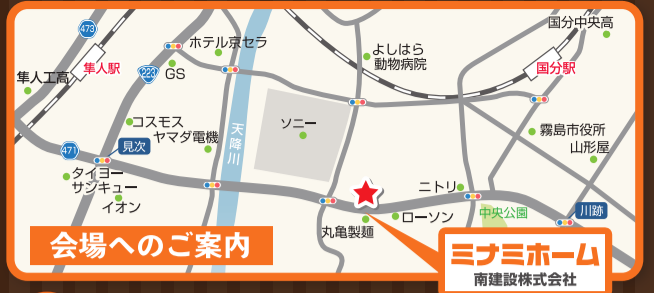 473
国分中央高
ホテル京セラ
よしはら
動物病院
隼人駅
隼人工高
223
GS
国分駅
コスモス
ヤマダ電機
ソニー
霧島市役所
山形屋
天降川
471
見次
タイヨー
サンキュー
イオン
ニトリ
中央公園
川跡
丸亀製麺
ローソン
会場へのご案内
ミナミホーム
南建設株式会社